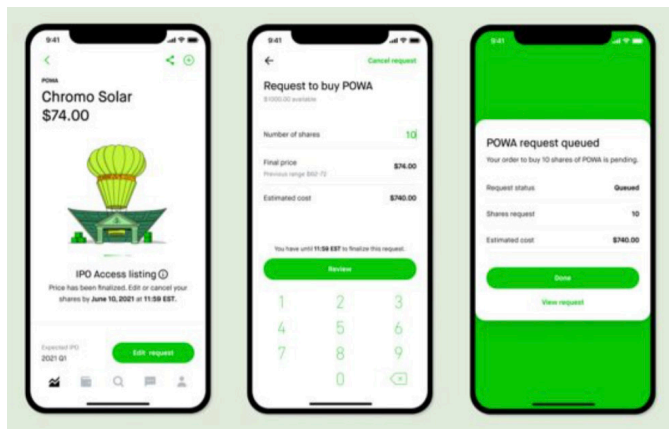 9:41
POWA
Chromo Solar
$74.00
IPO Access listing
Price has been finalized. Edit or cancel your
shares by June 10, 2021 at 11:59 EST.
Expected IPO
2021 Q1
Edit request
9:41
Cancel request
Request to buy POWA
$1000.00 available
Number of shares 10
Final price $74.00
Previous range $62-72
Estimated cost $740.00
You have until 11:59 EST to finalize this request.
Review
1 2 3
4 5 6
7 8 9
0
9:41
POWA request queued
Your order to buy 10 shares of POWA is pending.
Request status Queued
Shares request 10
Estimated cost $740.00
Done
View request